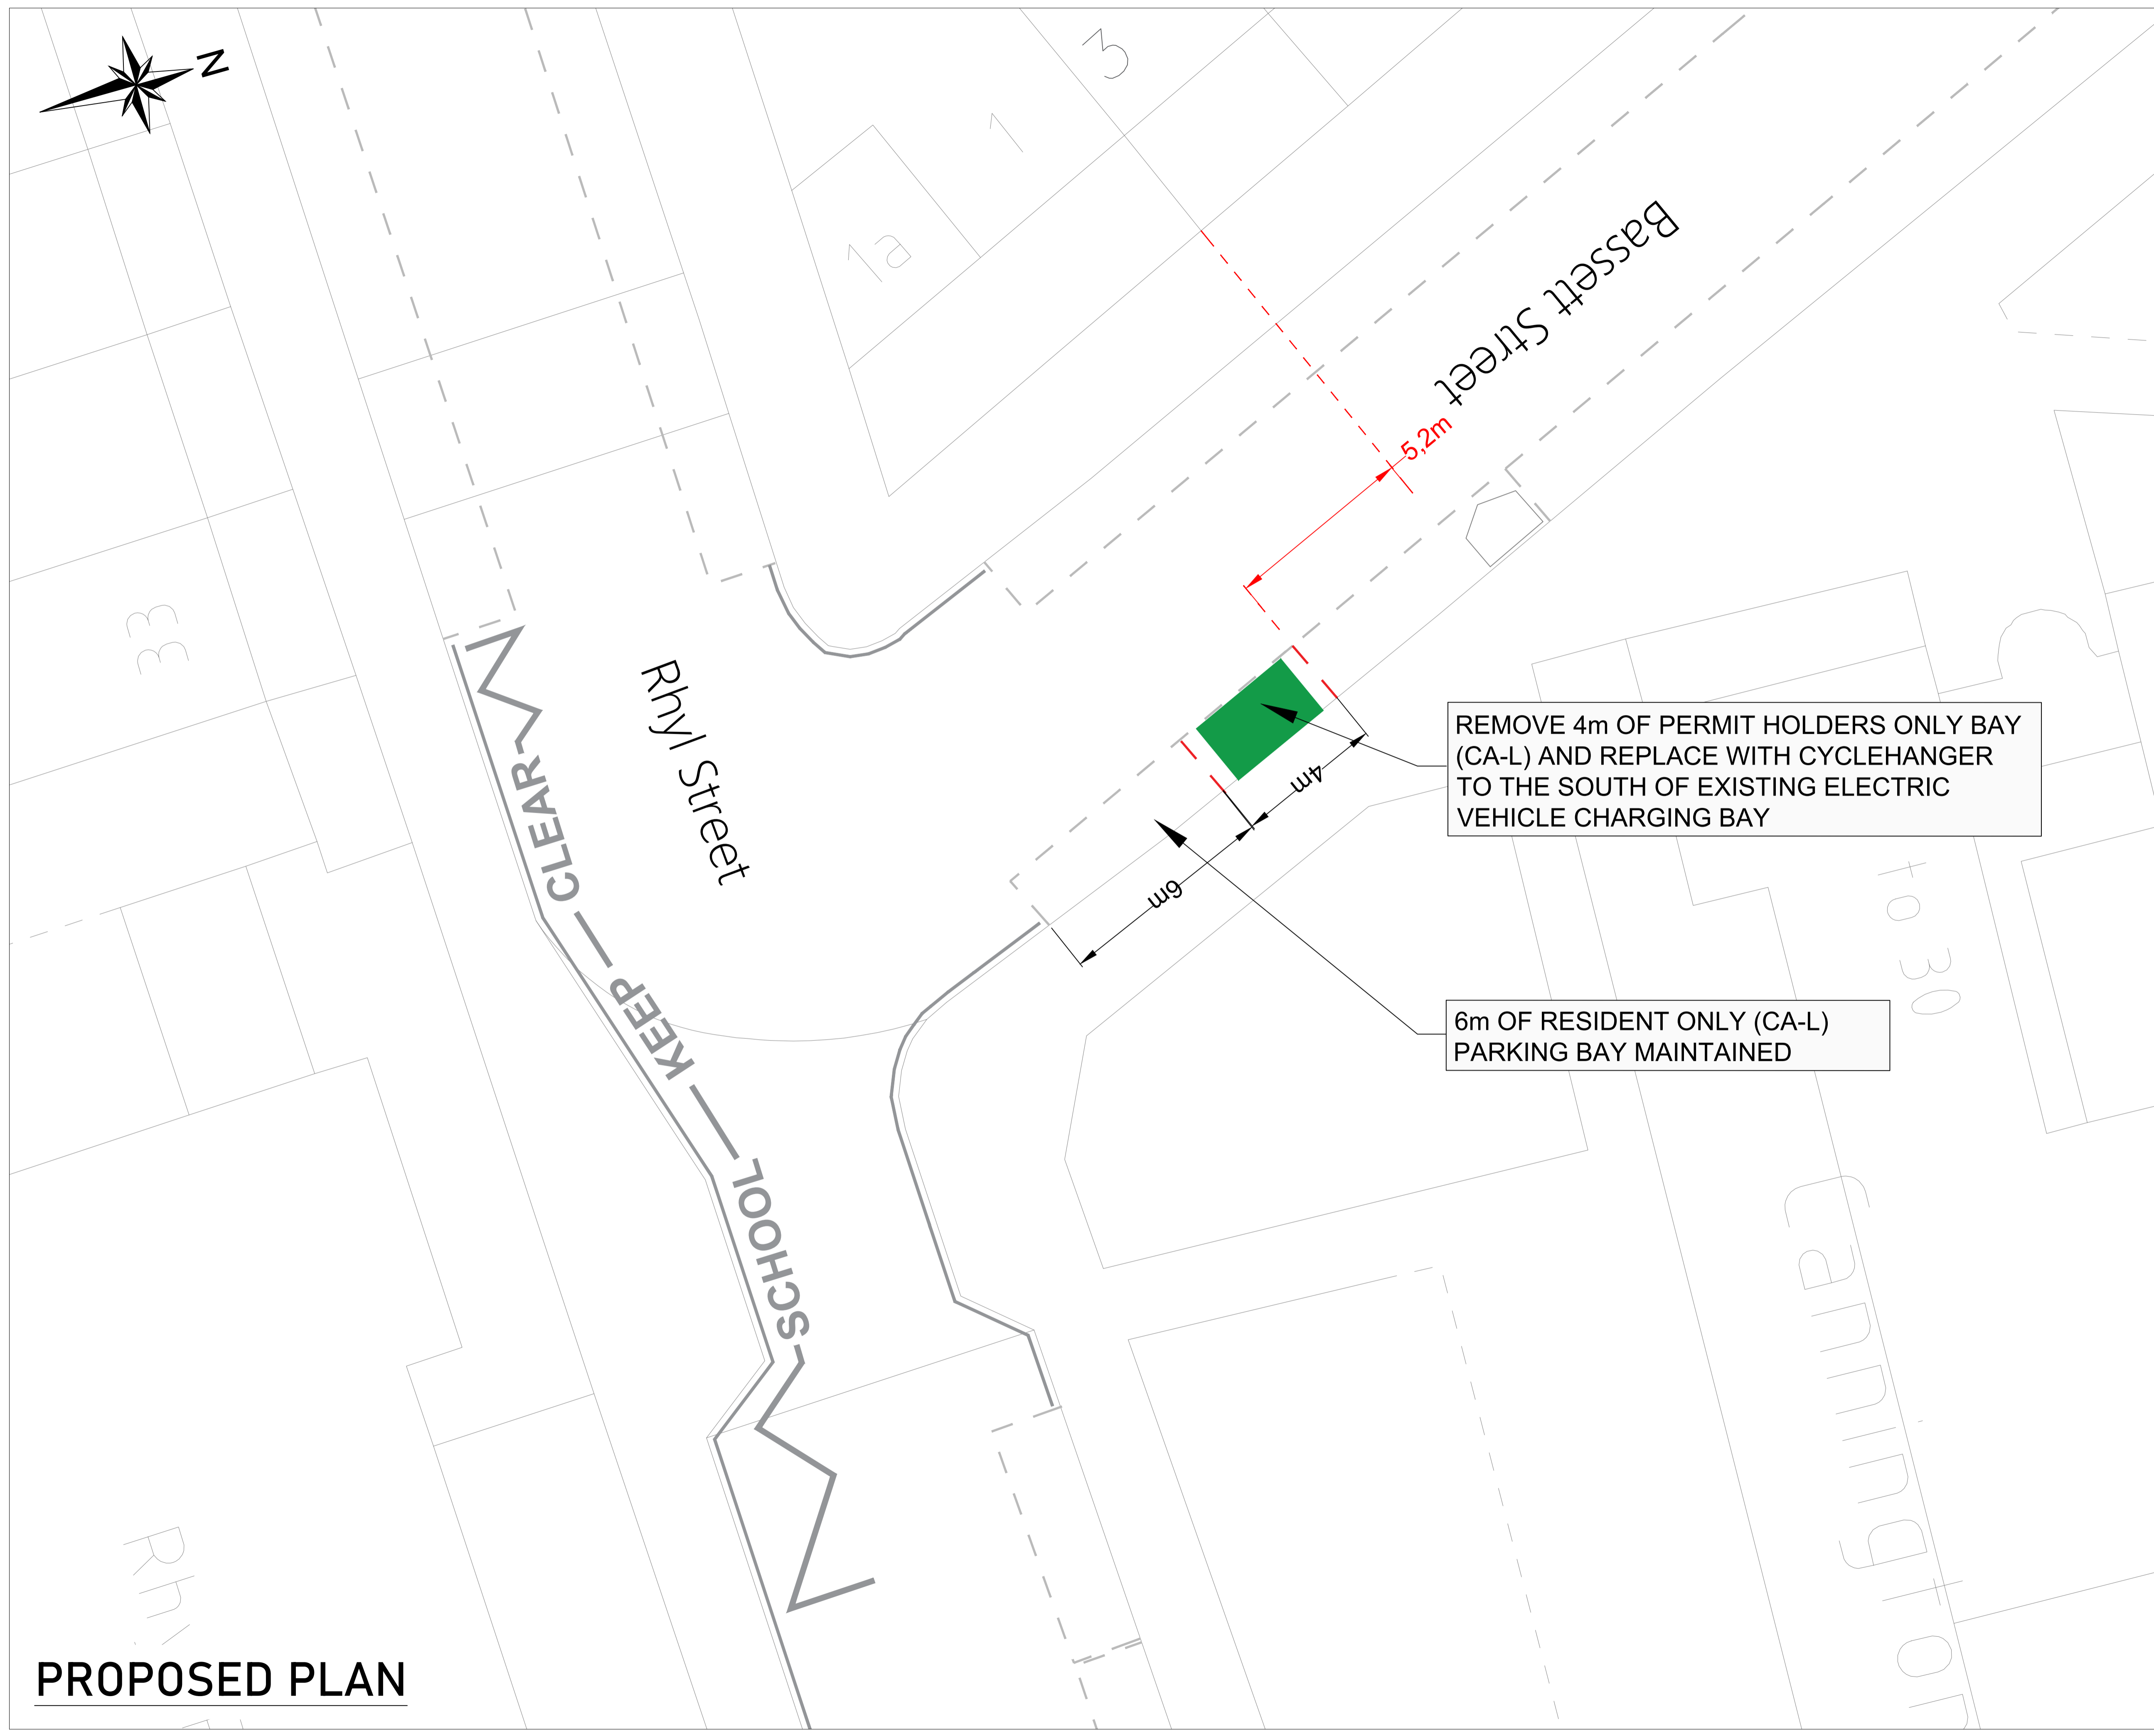 N
3
1
1a
Bassett Street
5,2m
Rhyl Street
REMOVE 4m OF PERMIT HOLDERS ONLY BAY
(CA-L) AND REPLACE WITH CYCLEHANGER
TO THE SOUTH OF EXISTING ELECTRIC
VEHICLE CHARGING BAY
4m
6m
6m OF RESIDENT ONLY (CA-L)
PARKING BAY MAINTAINED
SCHOOL
KEEP
CLEAR
33
1 to 30
PROPOSED PLAN